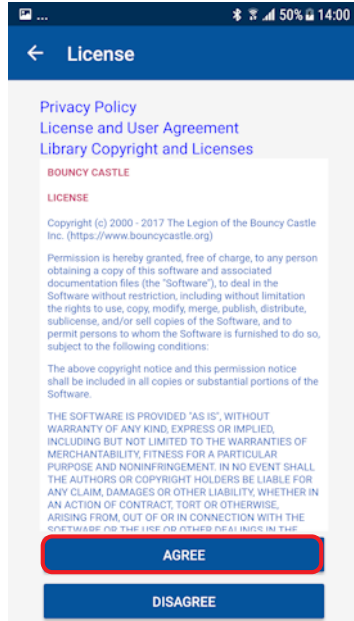 ... 50% 14:00
License
Privacy Policy
License and User Agreement
Library Copyright and Licenses
BOUNCY CASTLE
LICENSE
Copyright (c) 2000 - 2017 The Legion of the Bouncy Castle
Inc. (https://www.bouncycastle.org)
Permission is hereby granted, free of charge, to any person
obtaining a copy of this software and associated
documentation files (the "Software"), to deal in the
Software without restriction, including without limitation
the rights to use, copy, modify, merge, publish, distribute,
sublicense, and/or sell copies of the Software, and to
permit persons to whom the Software is furnished to do so,
subject to the following conditions:
The above copyright notice and this permission notice
shall be included in all copies or substantial portions of the
Software.
THE SOFTWARE IS PROVIDED "AS IS", WITHOUT
WARRANTY OF ANY KIND, EXPRESS OR IMPLIED,
INCLUDING BUT NOT LIMITED TO THE WARRANTIES OF
MERCHANTABILITY, FITNESS FOR A PARTICULAR
PURPOSE AND NONINFRINGEMENT. IN NO EVENT SHALL
THE AUTHORS OR COPYRIGHT HOLDERS BE LIABLE FOR
ANY CLAIM, DAMAGES OR OTHER LIABILITY, WHETHER IN
AN ACTION OF CONTRACT, TORT OR OTHERWISE,
ARISING FROM, OUT OF OR IN CONNECTION WITH THE
SOFTWARE OR THE USE OR OTHER DEALINGS IN THE
AGREE
DISAGREE